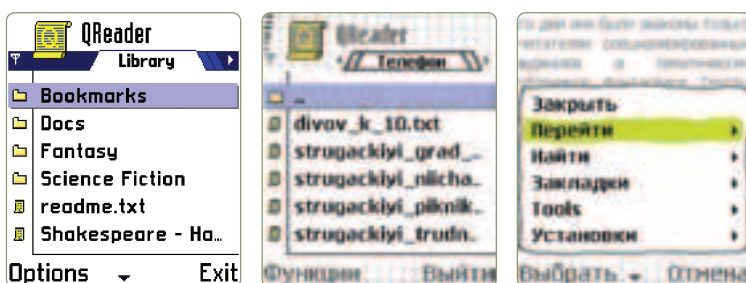 QReader
Library
Bookmarks
Docs
Fantasy
Science Fiction
readme.txt
Shakespeare - Ha...
Options
Exit
QReader
Телефон
..
divov_k_10.txt
strugackiyi_grad_...
strugackiyi_niicha...
strugackiyi_piknik...
strugackiyi_trudn...
Функции
Выйти
Закрыть
Перейти
Найти
Закладки
Tools
Установки
Выбрать
Отмена